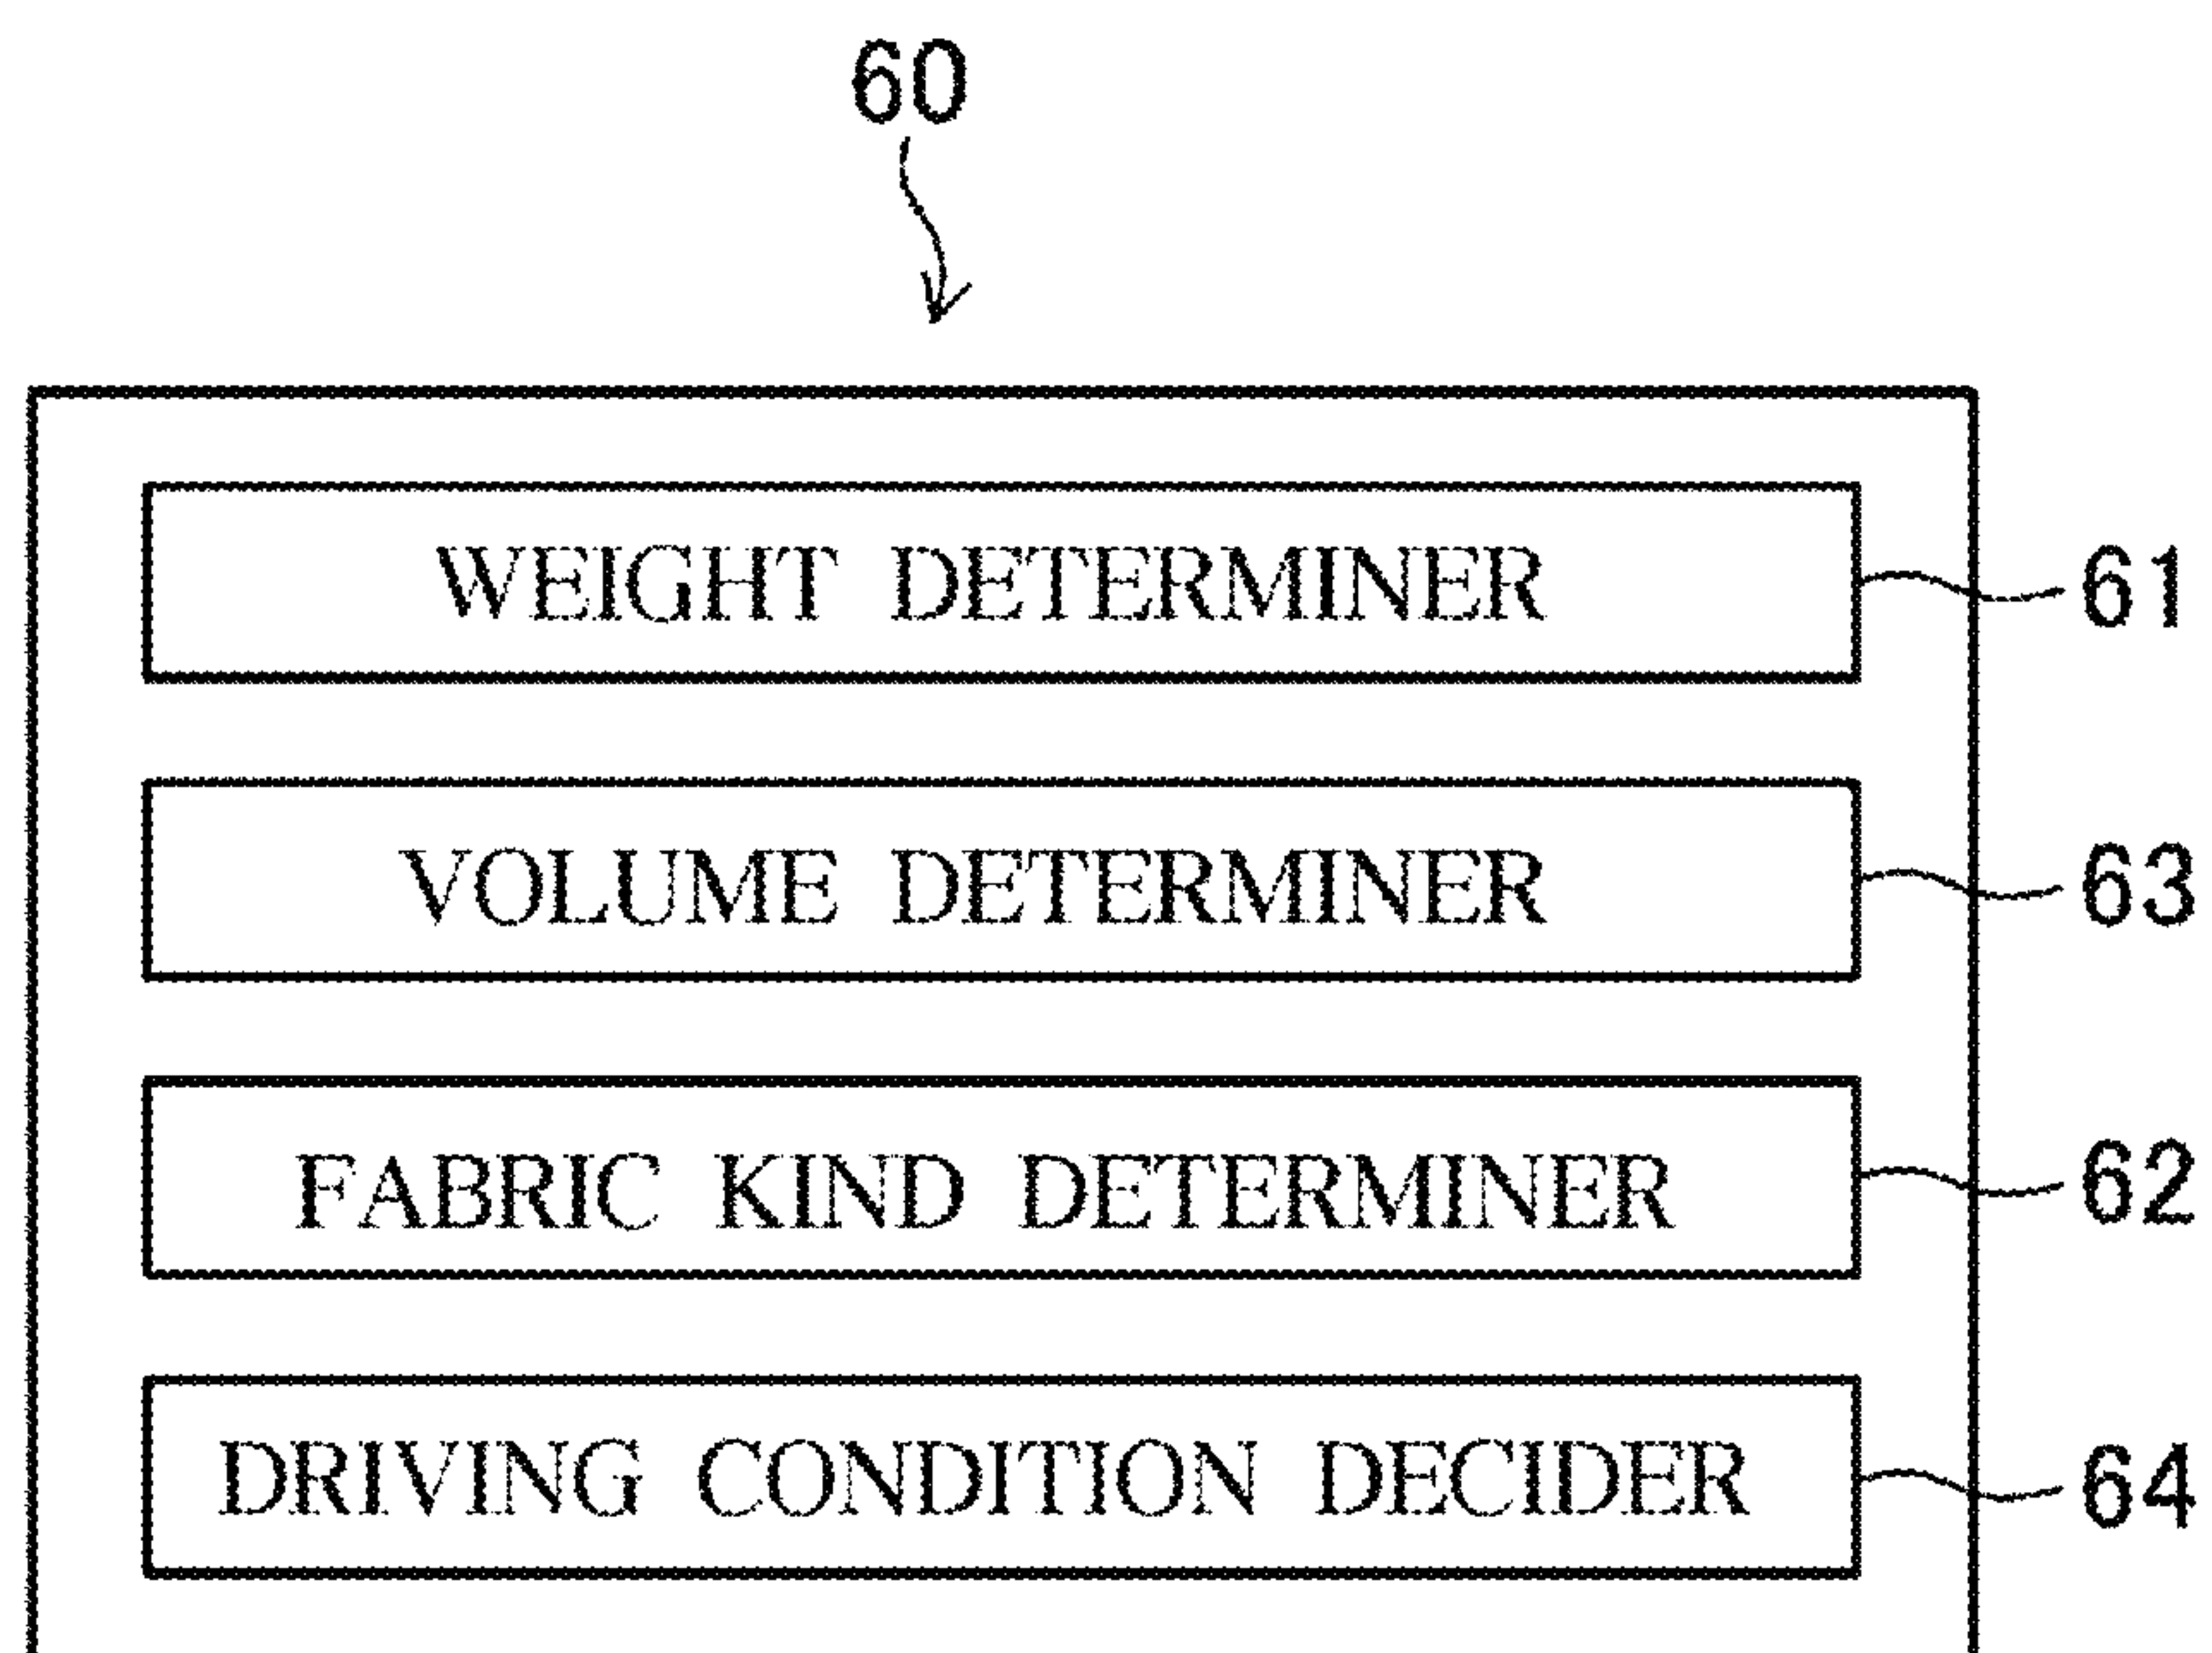 60
WEIGHT DETERMINER 61
VOLUME DETERMINER 63
FABRIC KIND DETERMINER 62
DRIVING CONDITION DECIDER 64